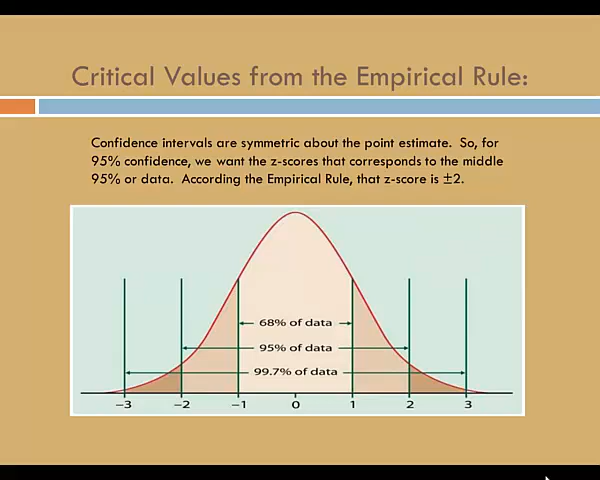 Critical Values from the Empirical Rule:
Confidence intervals are symmetric about the point estimate. So, for
95% confidence, we want the z-scores that corresponds to the middle
95% or data. According the Empirical Rule, that z-score is ±2.
68% of data
95% of data
99.7% of data
−3 −2 −1 0 1 2 3